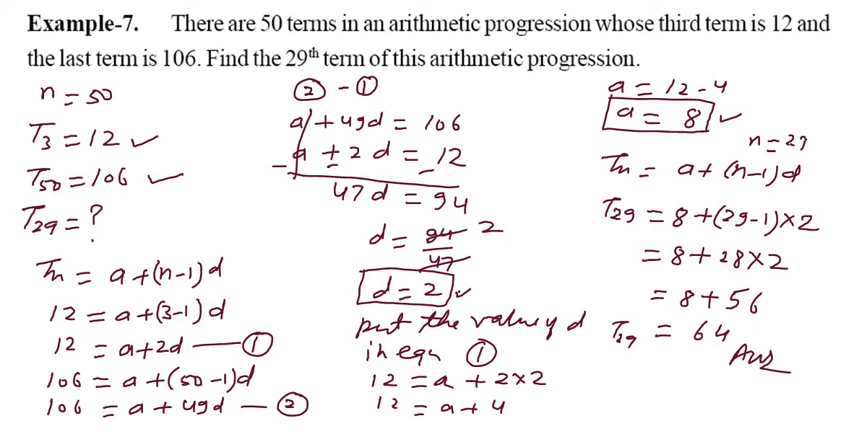 Example-7. There are 50 terms in an arithmetic progression whose third term is 12 and
the last term is 106. Find the 29th term of this arithmetic progression.
n = 50
T3 = 12 ✓
T50 = 106 ✓
T29 = ?
Tn = a + (n-1)d
12 = a + (3-1)d
12 = a+2d — ①
106 = a + (50-1)d
106 = a + 49d — ②
② - ①
a + 49d = 106
- a ± 2d = _12
47d = 94
d = 94/47 2
d = 2 ✓
put the value of d
in eqn ①
12 = a + 2×2
12 = a + 4
a = 12 - 4
a = 8 ✓
n = 29
Tn = a + (n-1)d
T29 = 8 + (29-1)×2
= 8 + 28×2
= 8 + 56
T29 = 64
Ans